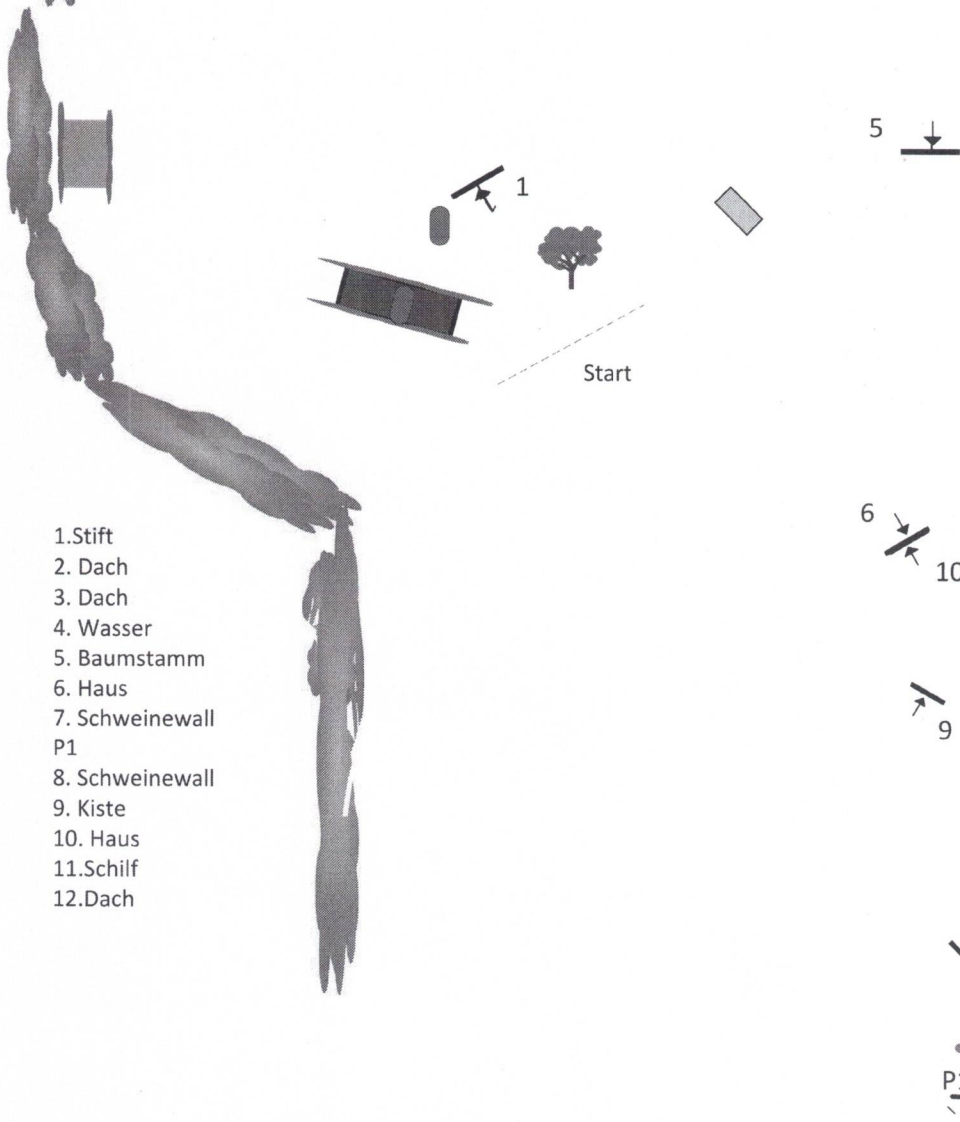 5
1
Start
6
10
9
1.Stift
2. Dach
3. Dach
4. Wasser
5. Baumstamm
6. Haus
7. Schweinewall
P1
8. Schweinewall
9. Kiste
10. Haus
11.Schilf
12.Dach